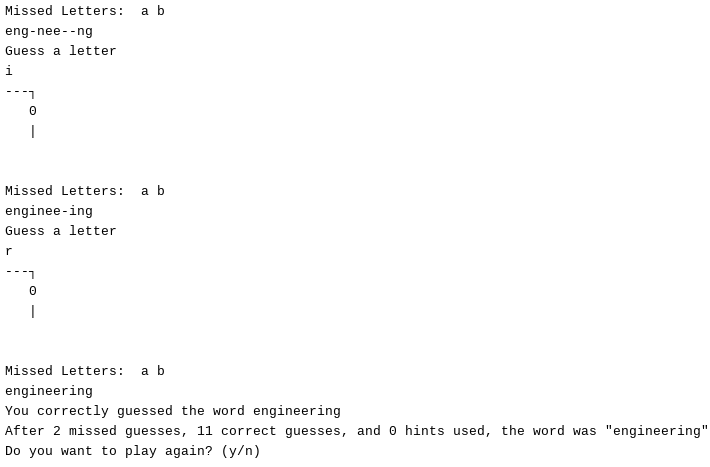 Missed Letters:  a b
eng-nee--ng
Guess a letter
i
---┐
   0
   |
Missed Letters:  a b
enginee-ing
Guess a letter
r
---┐
   0
   |
Missed Letters:  a b
engineering
You correctly guessed the word engineering
After 2 missed guesses, 11 correct guesses, and 0 hints used, the word was "engineering"
Do you want to play again? (y/n)